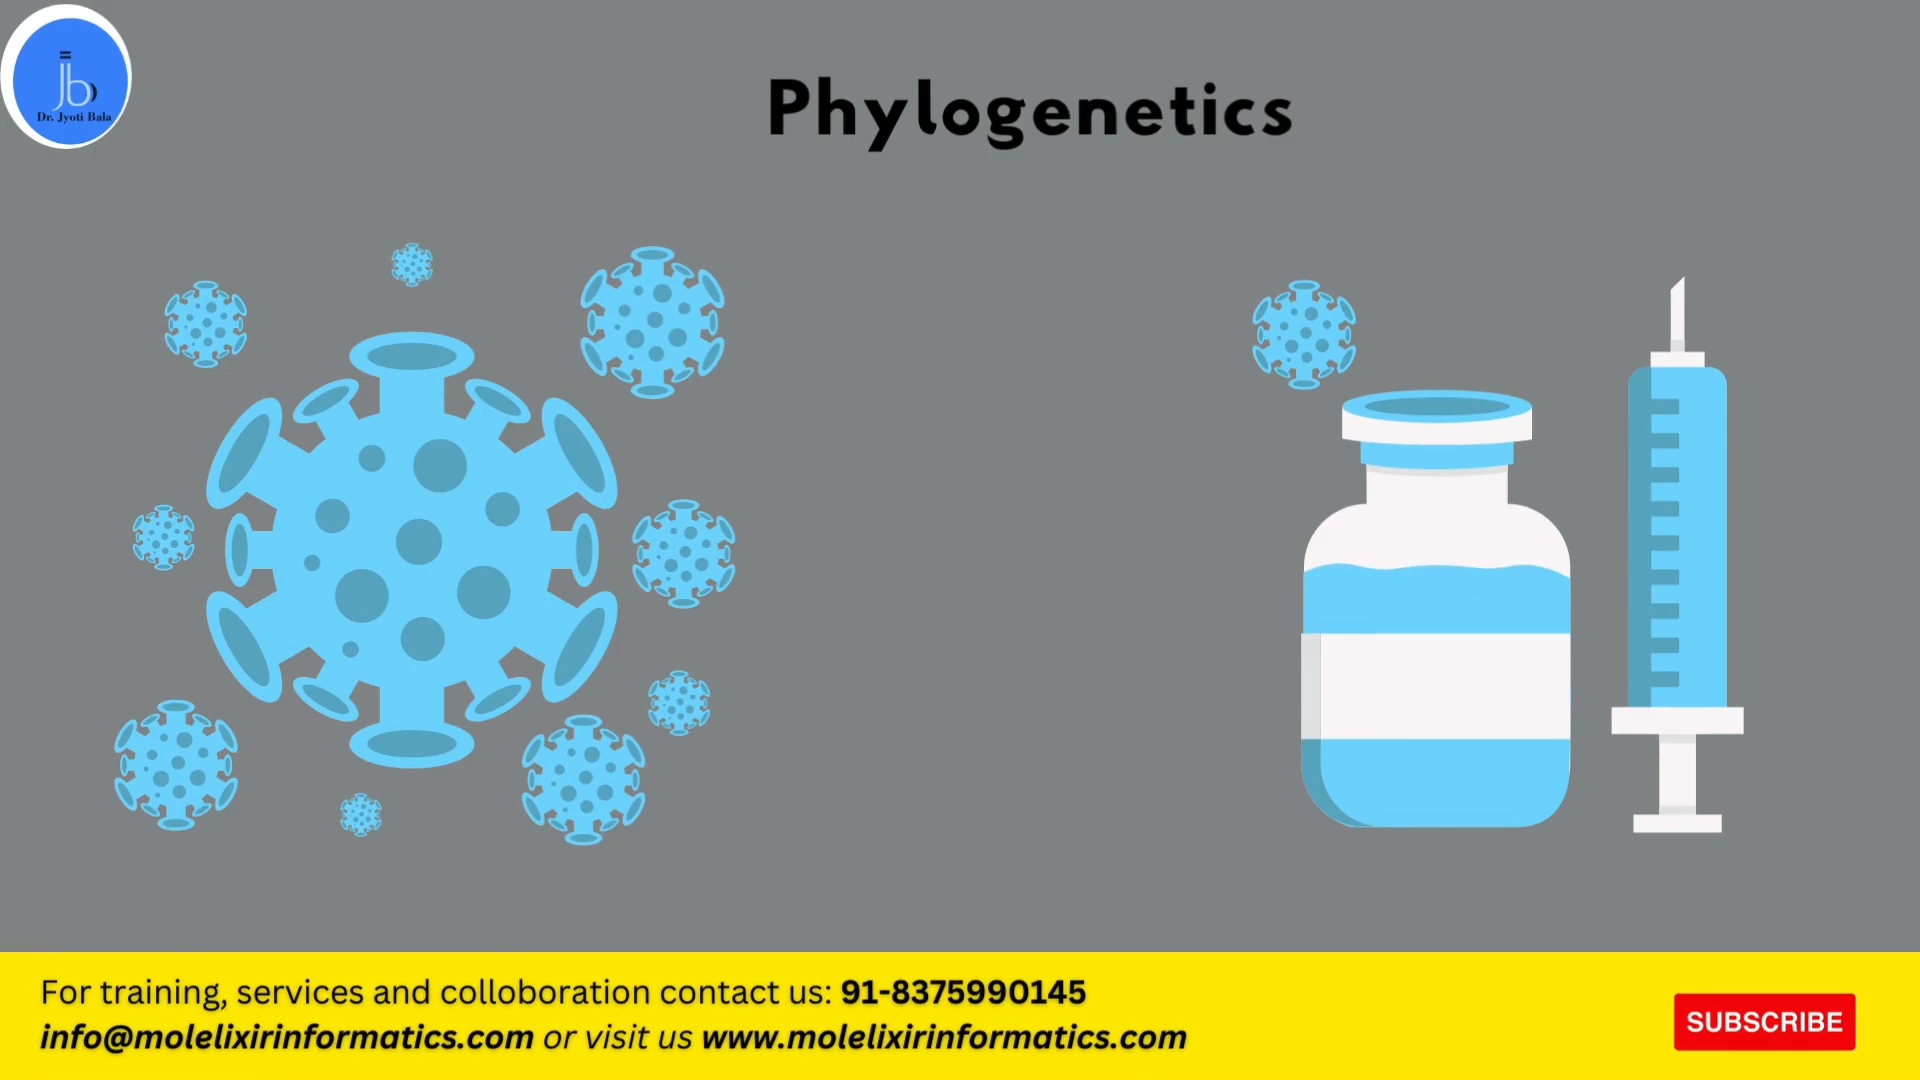 jb
Dr. Jyoti Bala
Phylogenetics
For training, services and colloboration contact us: 91-8375990145
info@molelixirinformatics.com or visit us www.molelixirinformatics.com
SUBSCRIBE